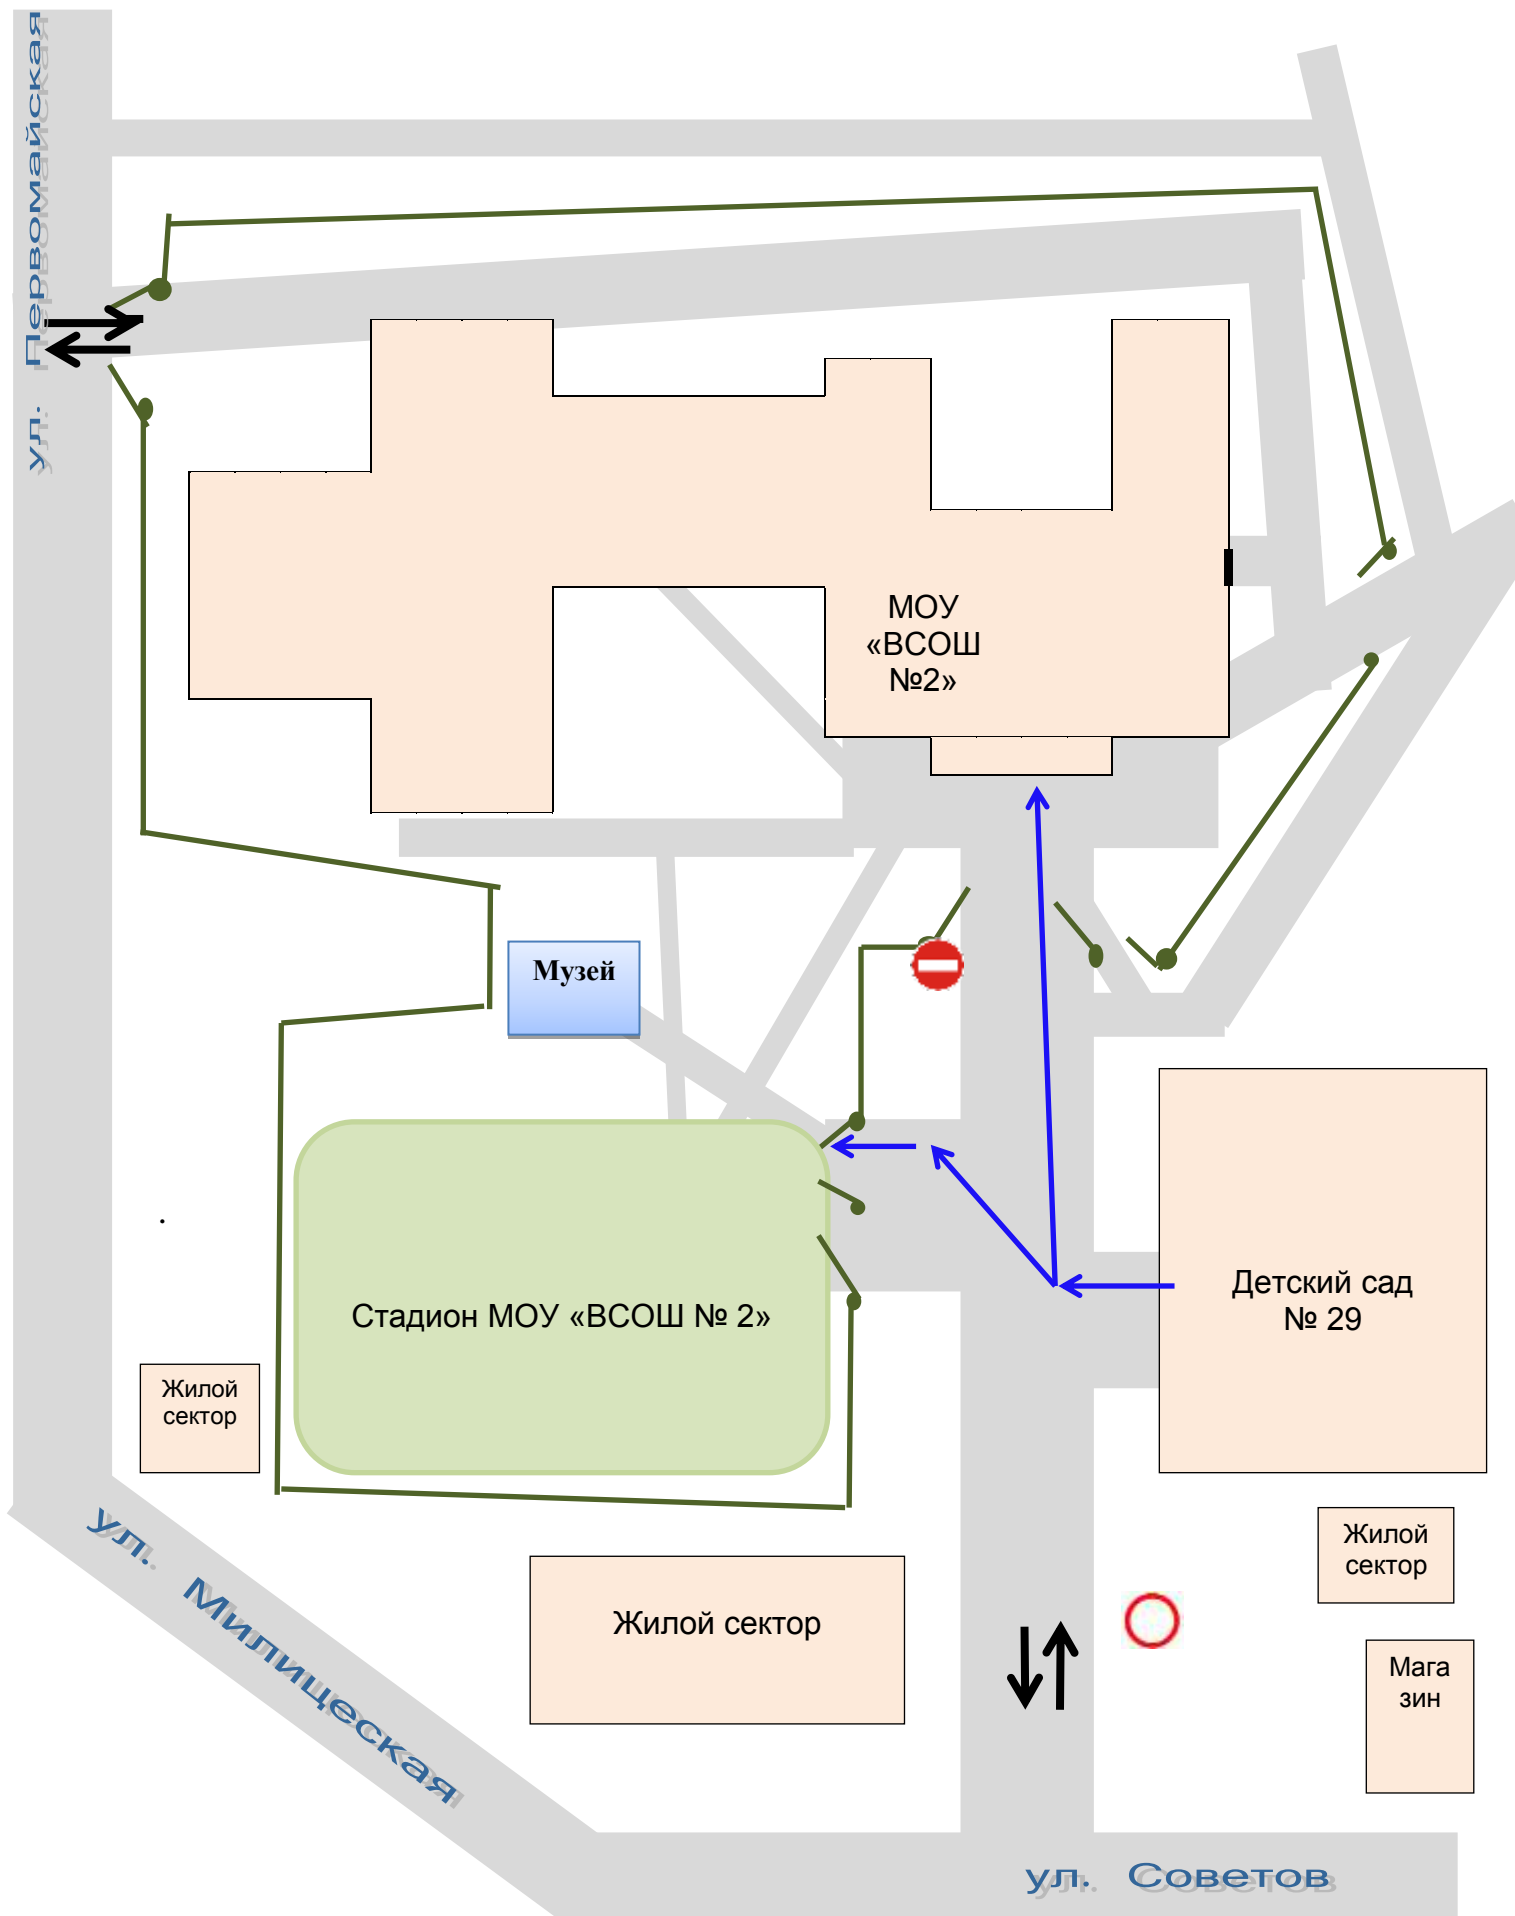 ул. Первомайская
МОУ
«ВСОШ
№2»
Музей
Детский сад
№ 29
Стадион МОУ «ВСОШ № 2»
Жилой
сектор
Жилой
сектор
Жилой сектор
Мага
зин
ул. Милицеская
ул. Советов